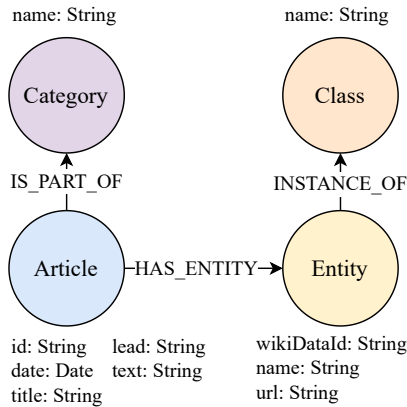 name: String name: String
Category Class
IS_PART_OF INSTANCE_OF
Article HAS_ENTITY Entity
id: String lead: String wikiDataId: String
date: Date text: String name: String
title: String url: String